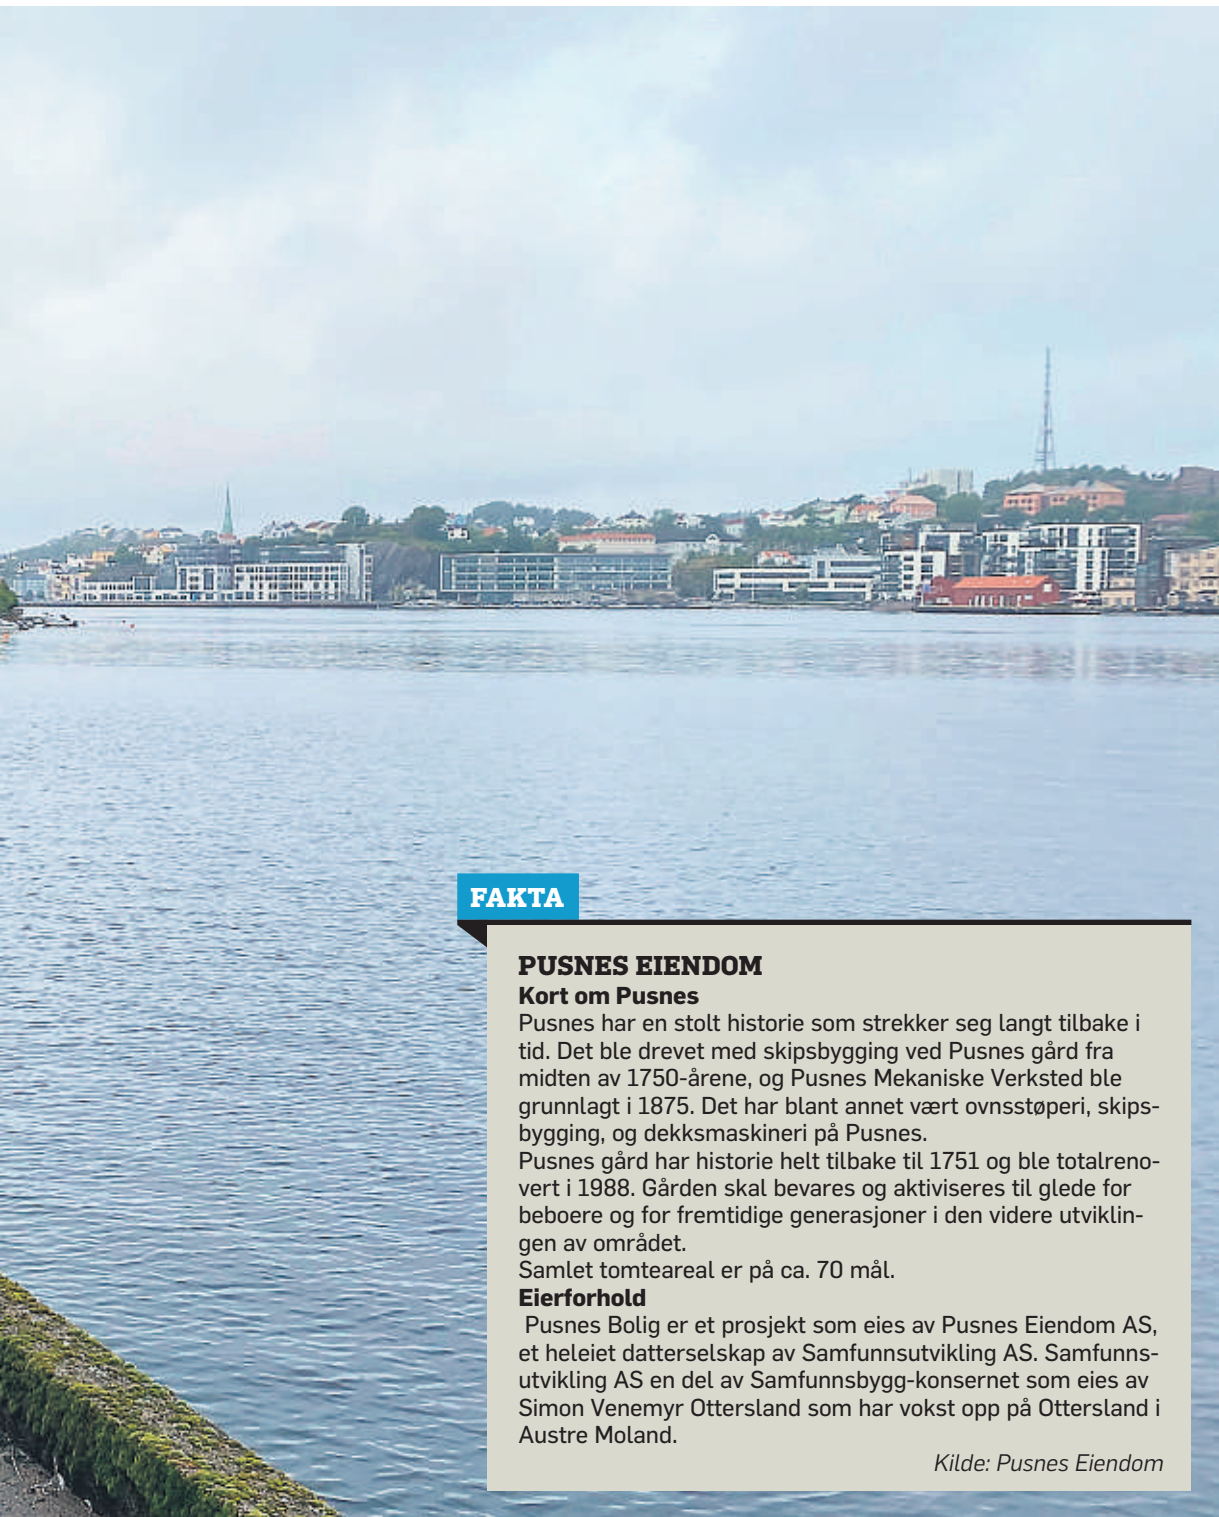 FAKTA
PUSNES EIENDOM
Kort om Pusnes
Pusnes har en stolt historie som strekker seg langt tilbake i
tid. Det ble drevet med skipsbygging ved Pusnes gård fra
midten av 1750-årene, og Pusnes Mekaniske Verksted ble
grunnlagt i 1875. Det har blant annet vært ovnsstøperi, skips-
bygging, og dekksmaskineri på Pusnes.
Pusnes gård har historie helt tilbake til 1751 og ble totalreno-
vert i 1988. Gården skal bevares og aktiviseres til glede for
beboere og for fremtidige generasjoner i den videre utviklin-
gen av området.
Samlet tomteareal er på ca. 70 mål.
Eierforhold
Pusnes Bolig er et prosjekt som eies av Pusnes Eiendom AS,
et heleiet datterselskap av Samfunnsutvikling AS. Samfunns-
utvikling AS en del av Samfunnsbygg-konsernet som eies av
Simon Venemyr Ottersland som har vokst opp på Ottersland i
Austre Moland.
Kilde: Pusnes Eiendom